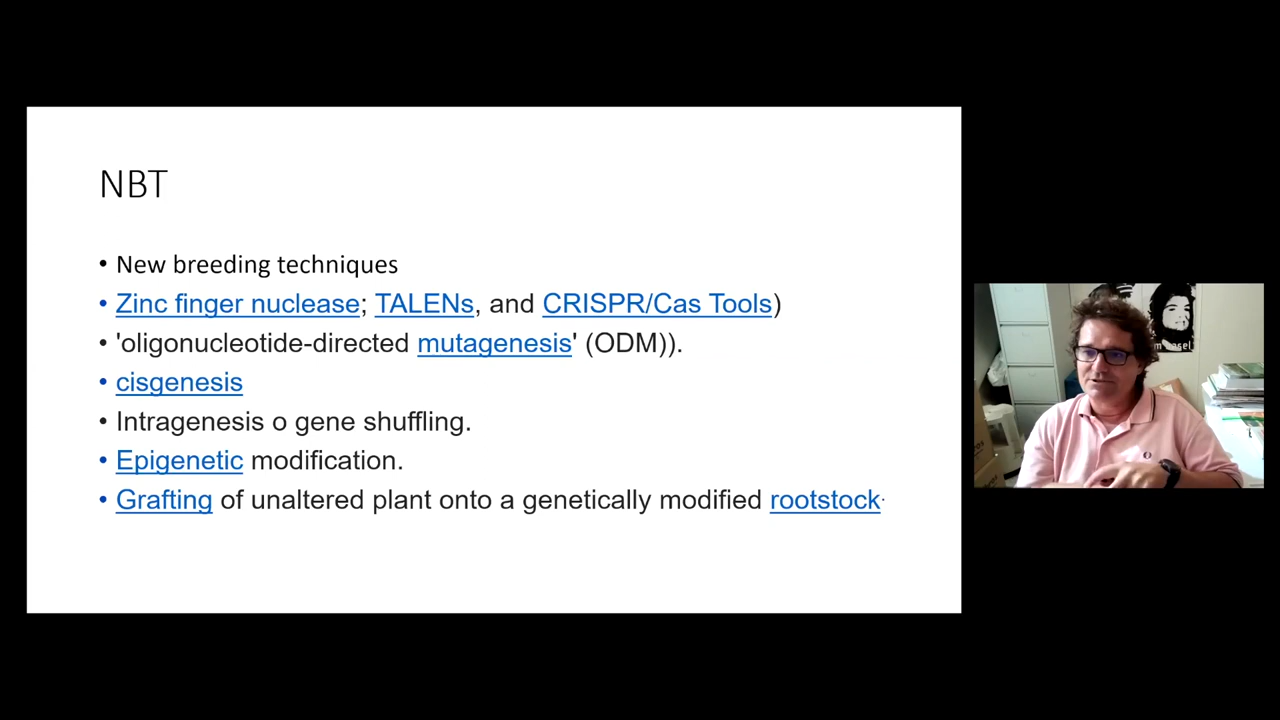 NBT
• New breeding techniques
• Zinc finger nuclease; TALENs, and CRISPR/Cas Tools)
• 'oligonucleotide-directed mutagenesis' (ODM)).
• cisgenesis
• Intragenesis o gene shuffling.
• Epigenetic modification.
• Grafting of unaltered plant onto a genetically modified rootstock.